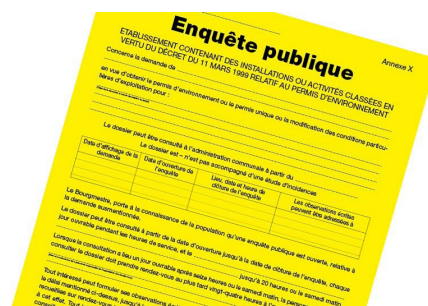 Annexe X
Enquête publique
ETABLISSEMENT CONTENANT DES INSTALLATIONS OU ACTIVITÉS CLASSÉES EN
VERTU DU DÉCRET DU 11 MARS 1999 RELATIF AU PERMIS D'ENVIRONNEMENT
Concerne la demande de
en vue d'obtenir le permis d'environnement ou le permis unique ou la modification des conditions particu-
lières d'exploitation pour :
Le dossier peut être consulté à l'administration communale à partir du
Le dossier est – n'est pas accompagné d'une étude d'incidences
Date d'affichage de la
demande
Date d'ouverture de
l'enquête
Lieu, date et heure de
clôture de l'enquête
Les observations écrites
peuvent être adressées à
Le Bourgmestre, porte à la connaissance de la population qu'une enquête publique est ouverte, relative à
la demande susmentionnée.
Le dossier peut être consulté à partir de la date d'ouverture jusqu'à la date de clôture de l'enquête, chaque
jour ouvrable pendant les heures de service, et le jusqu'à 20 heures ou le samedi matin.
Lorsque la consultation a lieu un jour ouvrable après seize heures ou le samedi matin, la
consulter le dossier doit prendre rendez-vous au plus tard vingt-quatre heures
Tout intéressé peut formuler ses observations
le délai mentionné ci-dessus, jusqu'à
recueillies sur rendez-vous
à cet effet. Tout